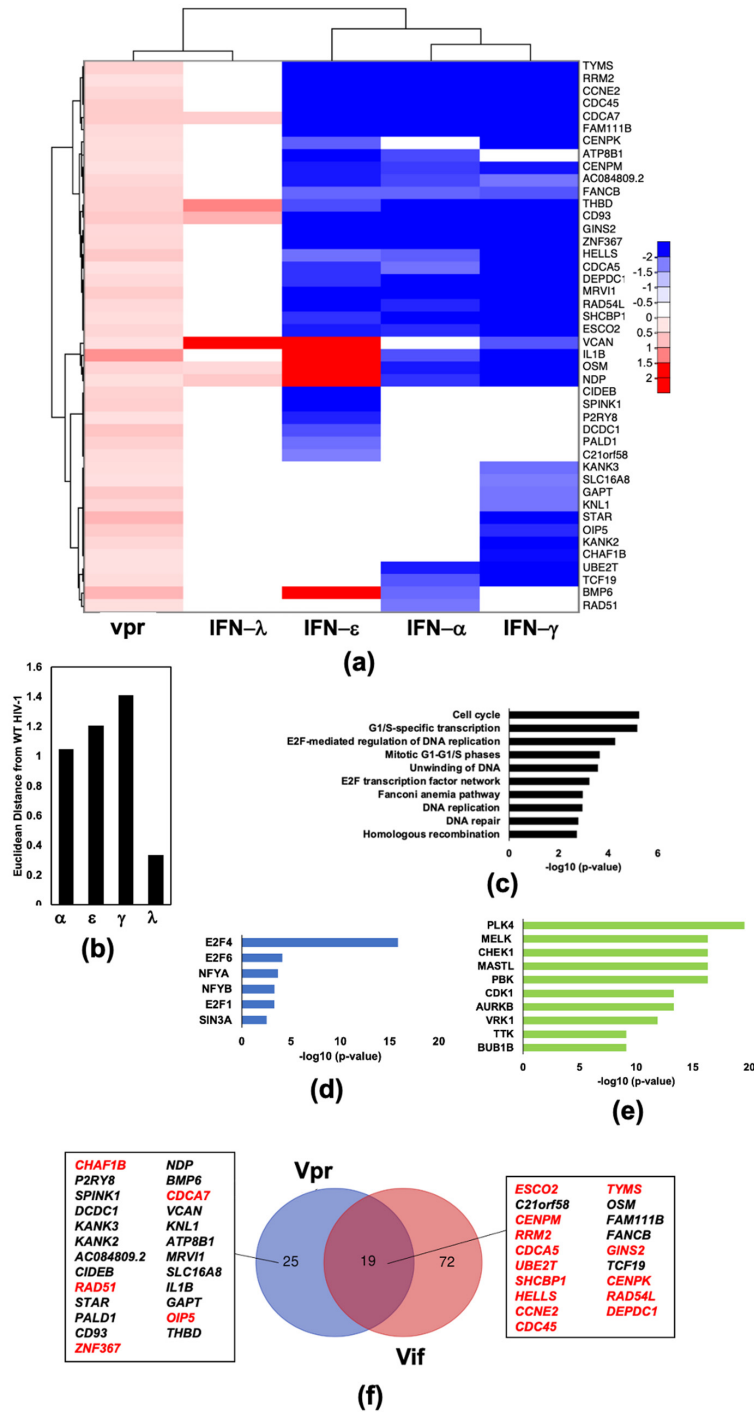 TYMS
RRM2
CCNE2
CDC45
CDCA7
FAM111B
CENPK
ATP8B1
CENPM
AC084809.2
FANCB
THBD
CD93
GINS2
ZNF367
HELLS
CDCA5
DEPDC1
MRVI1
RAD54L
SHCBP1
ESCO2
VCAN
IL1B
OSM
NDP
CIDEB
SPINK1
P2RY8
DCDC1
PALD1
C21orf58
KANK3
SLC16A8
GAPT
KNL1
STAR
OIP5
KANK2
CHAF1B
UBE2T
TCF19
BMP6
RAD51
-2
-1.5
-1
-0.5
0
0.5
1
1.5
2
vpr IFN–λ IFN–ε IFN–α IFN–γ
(a)
Euclidean Distance from WT HIV-1
1.6
1.4
1.2
1
0.8
0.6
0.4
0.2
0
α ε γ λ
(b)
Cell cycle
G1/S-specific transcription
E2F-mediated regulation of DNA replication
Mitotic G1-G1/S phases
Unwinding of DNA
E2F transcription factor network
Fanconi anemia pathway
DNA replication
DNA repair
Homologous recombination
0 2 4 6
-log10 (p-value)
(c)
E2F4
E2F6
NFYA
NFYB
E2F1
SIN3A
0 5 10 15 20
-log10 (p-value)
(d)
PLK4
MELK
CHEK1
MASTL
PBK
CDK1
AURKB
VRK1
TTK
BUB1B
0 5 10 15 20
-log10 (p-value)
(e)
CHAF1B NDP
P2RY8 BMP6
SPINK1 CDCA7
DCDC1 VCAN
KANK3 KNL1
KANK2 ATP8B1
AC084809.2 MRVI1
CIDEB SLC16A8
RAD51 IL1B
STAR GAPT
PALD1 OIP5
CD93 THBD
ZNF367
Vpr
25 19 72
Vif
ESCO2 TYMS
C21orf58 OSM
CENPM FAM111B
RRM2 FANCB
CDCA5 GINS2
UBE2T TCF19
SHCBP1 CENPK
HELLS RAD54L
CCNE2 DEPDC1
CDC45
(f)